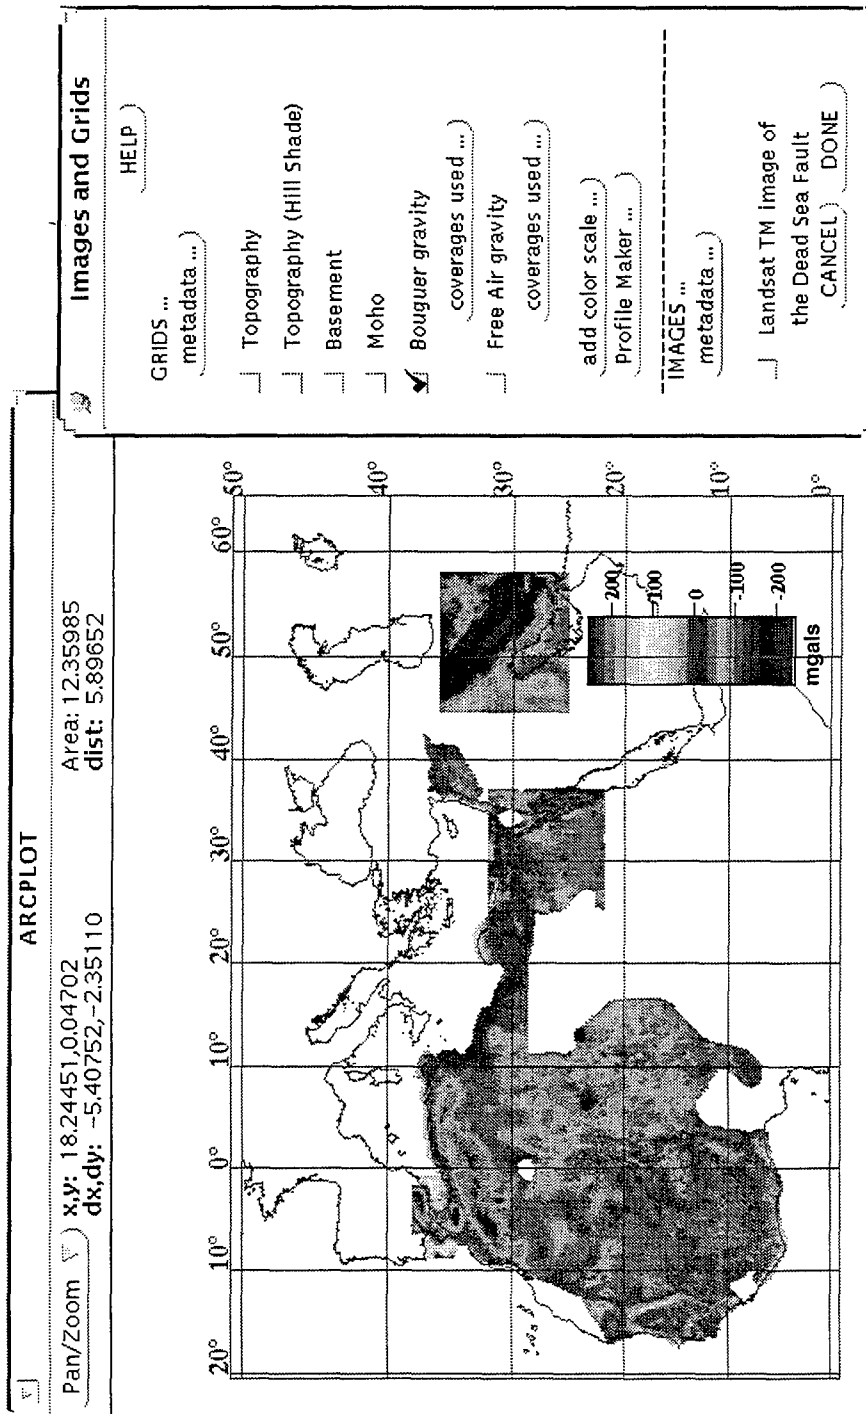 ARCPLOT
Pan/Zoom
x,y: 18.24451,0.04702
dx,dy: -5.40752,-2.35110
Area: 12.35985
dist: 5.89652
20°
10°
0°
10°
20°
30°
40°
50°
60°
50°
40°
30°
20°
10°
0°
200
100
0
-100
-200
mgals
Images and Grids
HELP
GRIDS ...
metadata ...
Topography
Topography (Hill Shade)
Basement
Moho
Bouguer gravity
coverages used ...
Free Air gravity
coverages used ...
add color scale ...
Profile Maker ...
IMAGES ...
metadata ...
Landsat TM image of
the Dead Sea Fault
CANCEL
DONE